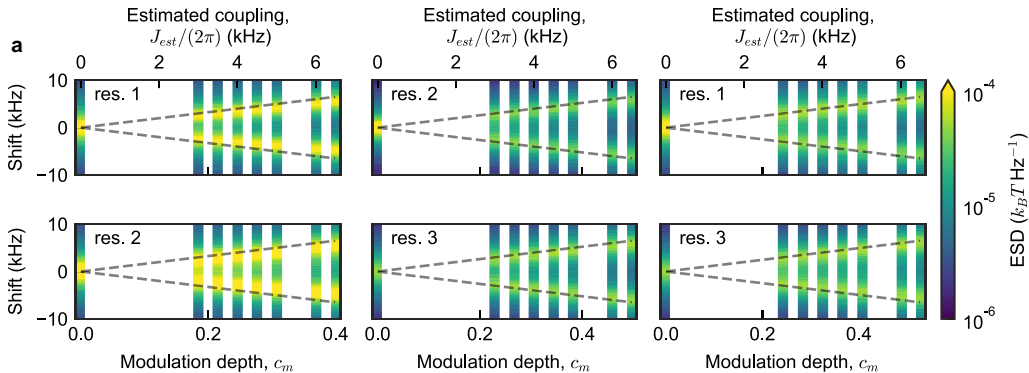 a
Estimated coupling, Estimated coupling, Estimated coupling,
J_est/(2π) (kHz) J_est/(2π) (kHz) J_est/(2π) (kHz)
0 2 4 6 0 2 4 6 0 2 4 6
Shift (kHz)
10 0 −10
res. 1 res. 2 res. 1
Shift (kHz)
10 0 −10
res. 2 res. 3 res. 3
0.0 0.2 0.4 0.0 0.2 0.4 0.0 0.2 0.4
Modulation depth, c_m Modulation depth, c_m Modulation depth, c_m
10^-4
10^-5
10^-6
ESD (k_BT Hz^−1)